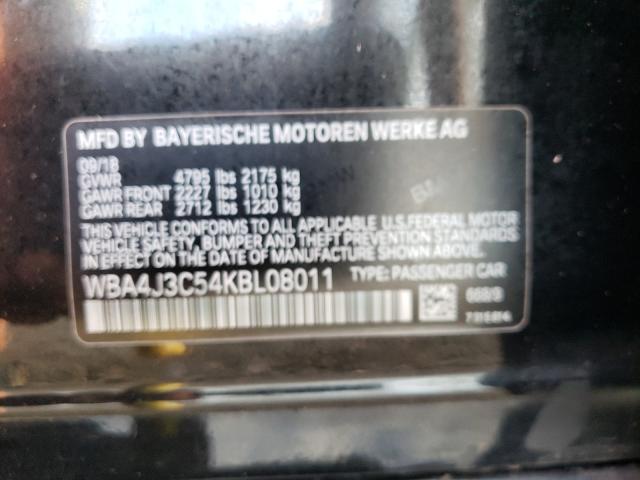 MFD BY BAYERISCHE MOTOREN WERKE AG
09/18
GVWR 4795 lbs 2175 kg
GAWR FRONT 2227 lbs 1010 kg
GAWR REAR 2712 lbs 1230 kg
THIS VEHICLE CONFORMS TO ALL APPLICABLE U.S. FEDERAL MOTOR
VEHICLE SAFETY, BUMPER AND THEFT PREVENTION STANDARDS
IN EFFECT ON THE DATE OF MANUFACTURE SHOWN ABOVE.
WBA4J3C54KBL08011 TYPE: PASSENGER CAR